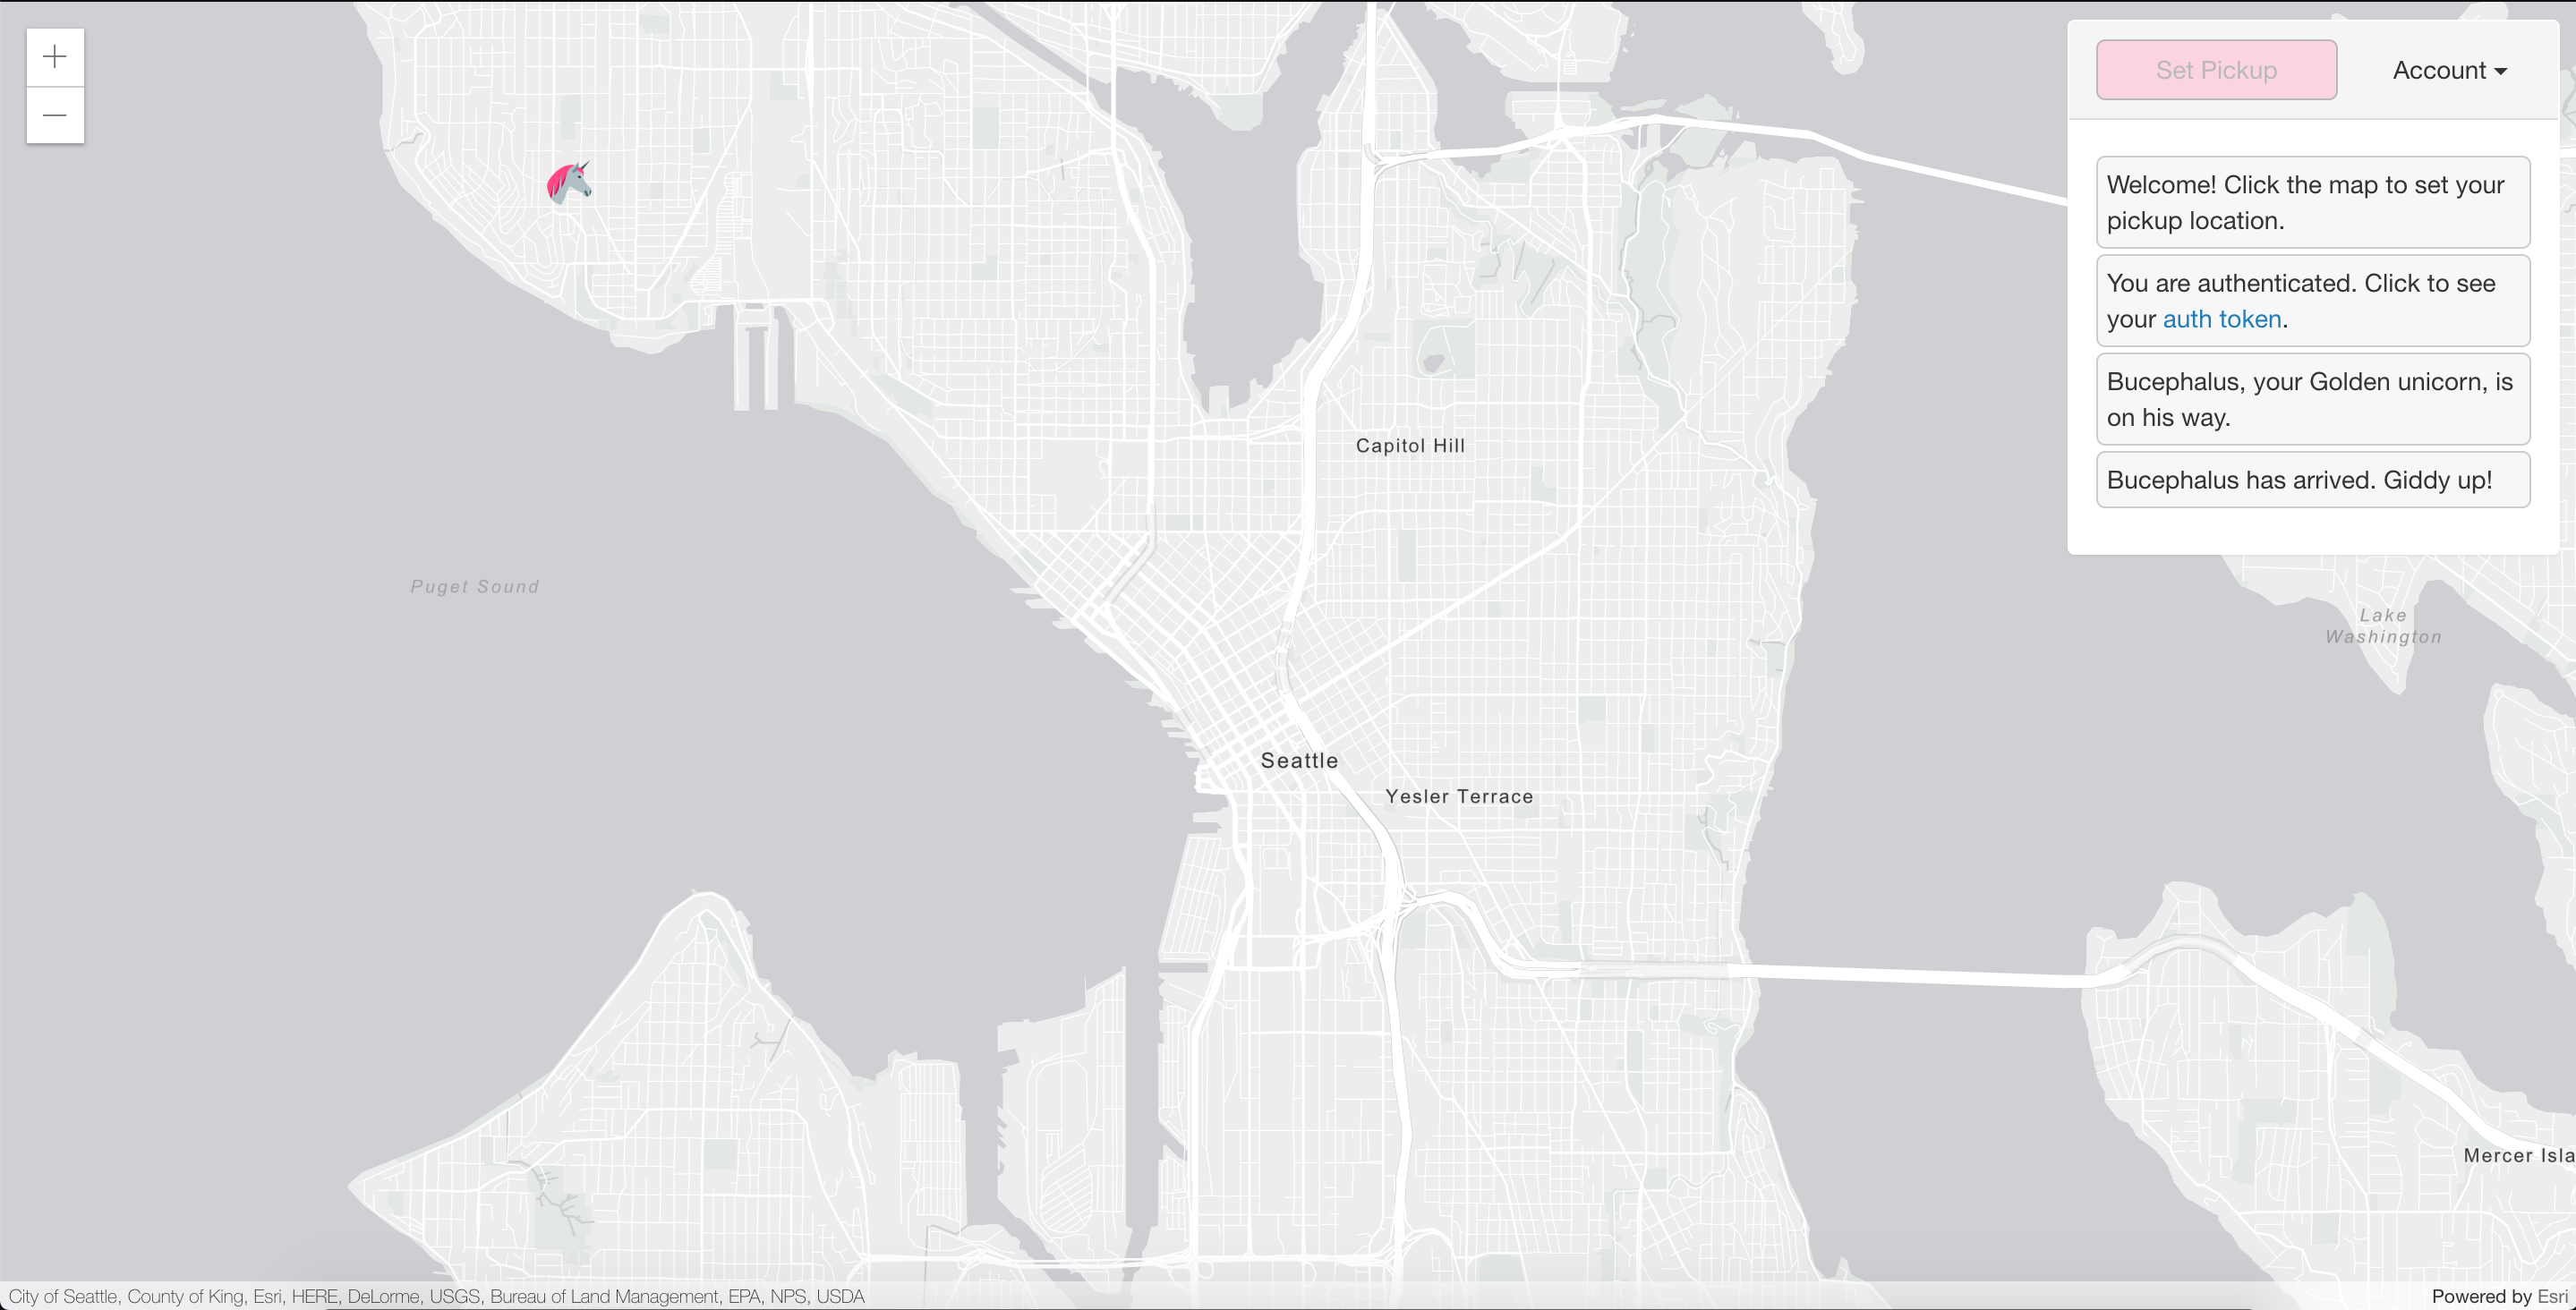 +
Set Pickup
Account
−
Welcome! Click the map to set your
pickup location.
You are authenticated. Click to see
your auth token.
Bucephalus, your Golden unicorn, is
on his way.
Bucephalus has arrived. Giddy up!
Capitol Hill
Puget Sound
Lake
Washington
Seattle
Yesler Terrace
Mercer Isla
City of Seattle, County of King, Esri, HERE, DeLorme, USGS, Bureau of Land Management, EPA, NPS, USDA
Powered by Esri